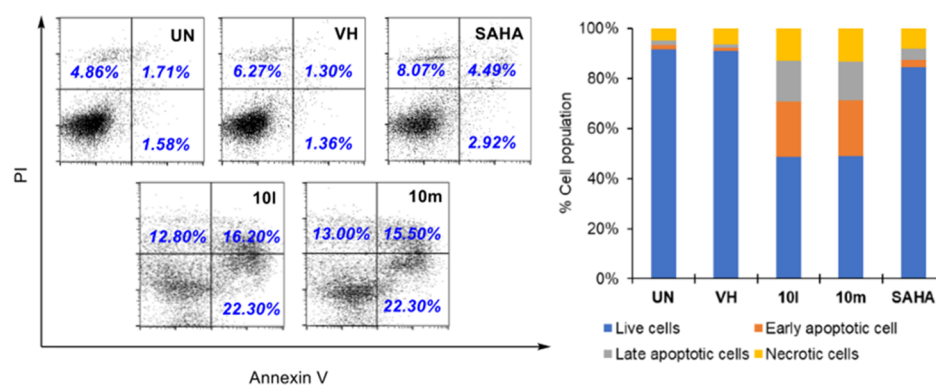 UN
4.86% 1.71%
1.58%
VH
6.27% 1.30%
1.36%
SAHA
8.07% 4.49%
2.92%
10l
12.80% 16.20%
22.30%
10m
13.00% 15.50%
22.30%
PI
Annexin V
100%
80%
60%
40%
20%
0%
% Cell population
UN VH 10l 10m SAHA
Live cells Early apoptotic cell
Late apoptotic cells Necrotic cells